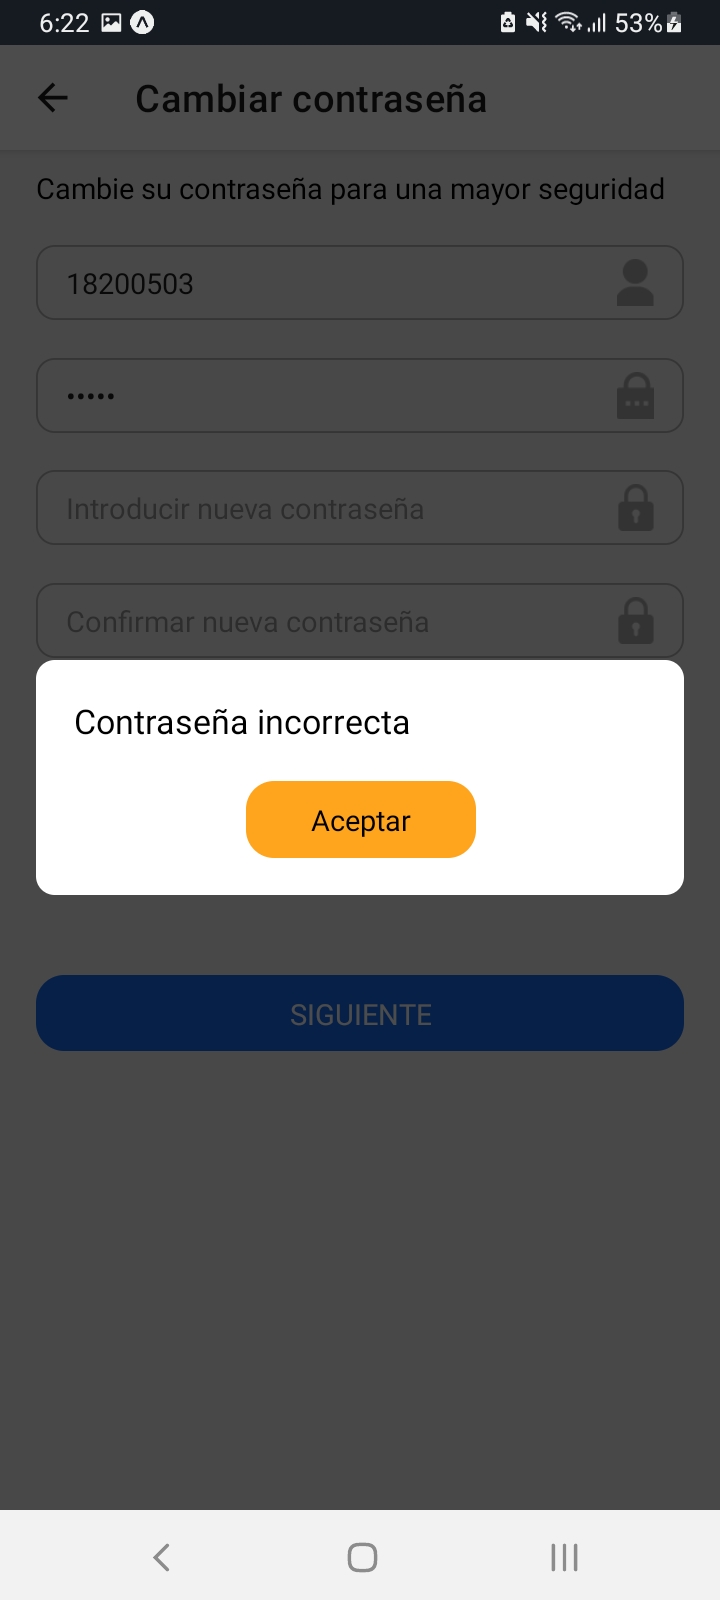 6:22 53%
Cambiar contraseña
Cambie su contraseña para una mayor seguridad
18200503
•••••
Introducir nueva contraseña
Confirmar nueva contraseña
Contraseña incorrecta
Aceptar
SIGUIENTE